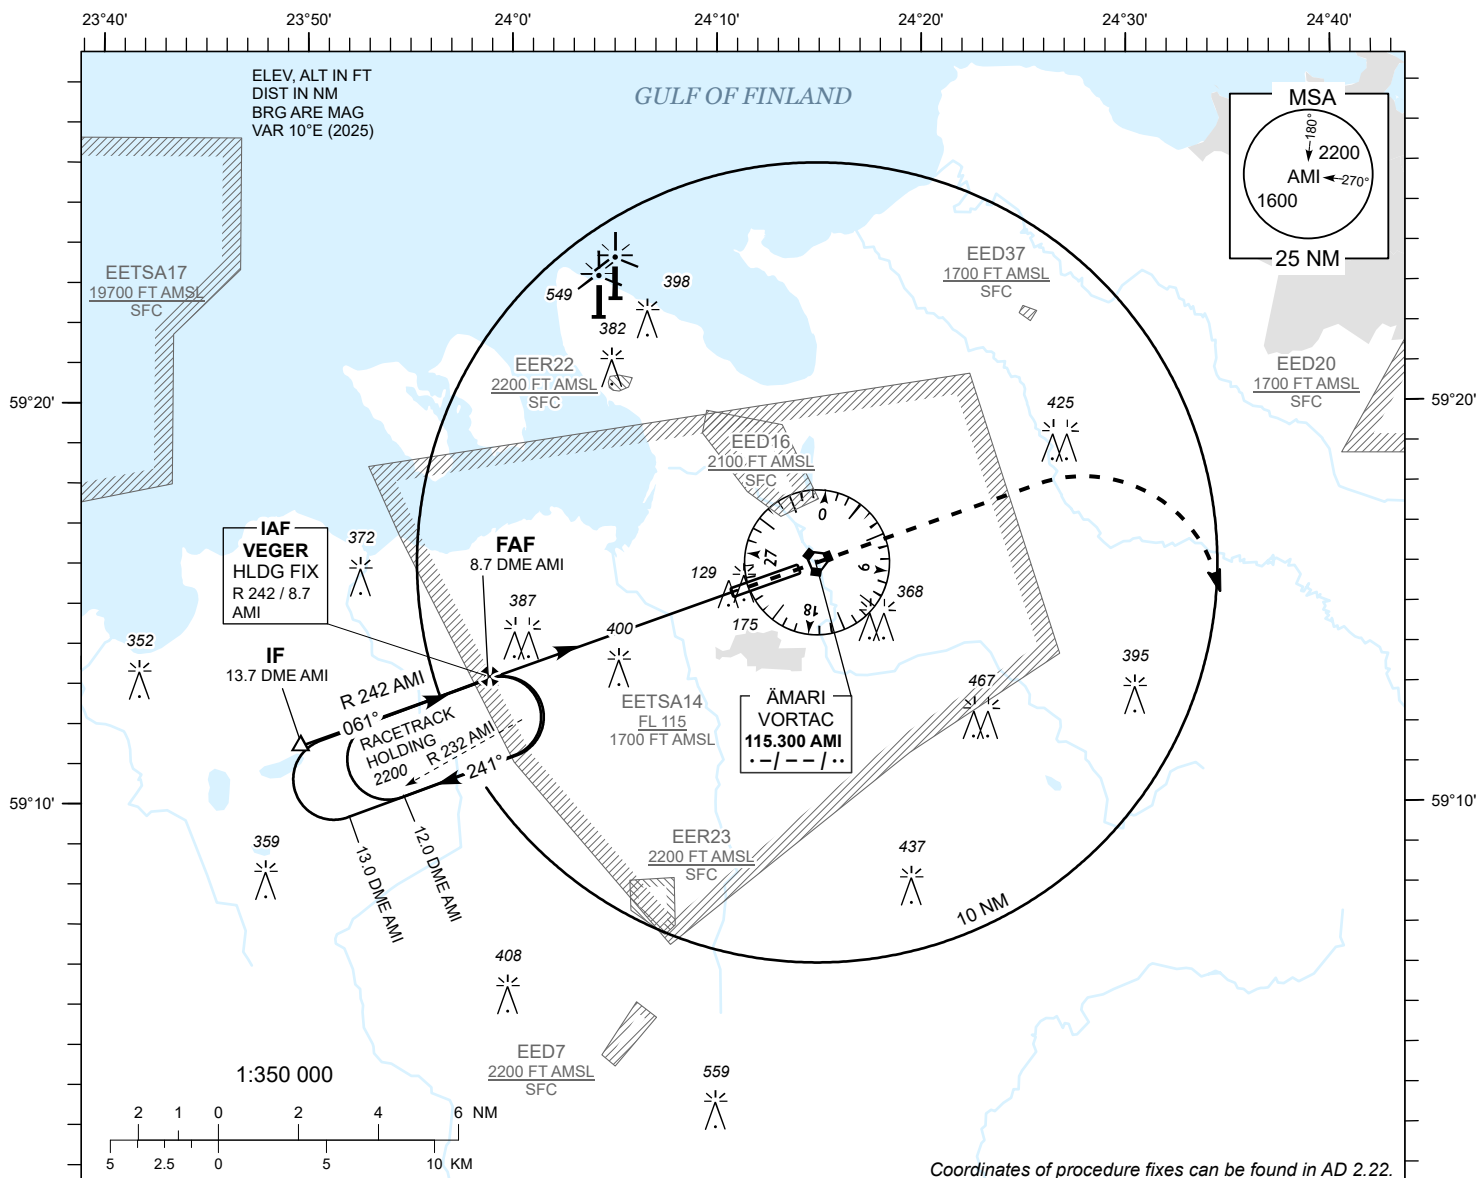 23°40'
23°50'
24°0'
24°10'
24°20'
24°30'
24°40'
ELEV, ALT IN FT
DIST IN NM
BRG ARE MAG
VAR 10°E (2025)
GULF OF FINLAND
MSA
180°
2200
AMI
270°
1600
25 NM
EETSA17
19700 FT AMSL
SFC
EED37
1700 FT AMSL
SFC
549
398
382
EER22
2200 FT AMSL
SFC
EED20
1700 FT AMSL
SFC
59°20'
59°20'
425
EED16
2100 FT AMSL
SFC
0
9
18
27
IAF
VEGER
HLDG FIX
R 242 / 8.7
AMI
372
FAF
8.7 DME AMI
129
175
368
387
400
352
IF
13.7 DME AMI
395
467
R 242 AMI
061°
RACETRACK
HOLDING
2200
R 232 AMI
241°
EETSA14
FL 115
1700 FT AMSL
ÄMARI
VORTAC
115.300 AMI
· – / – – / · ·
59°10'
59°10'
359
13.0 DME AMI
12.0 DME AMI
EER23
2200 FT AMSL
SFC
437
10 NM
408
EED7
2200 FT AMSL
SFC
559
1:350 000
2 1 0 2 4 6 NM
5 2.5 0 5 10 KM
Coordinates of procedure fixes can be found in AD 2.22.